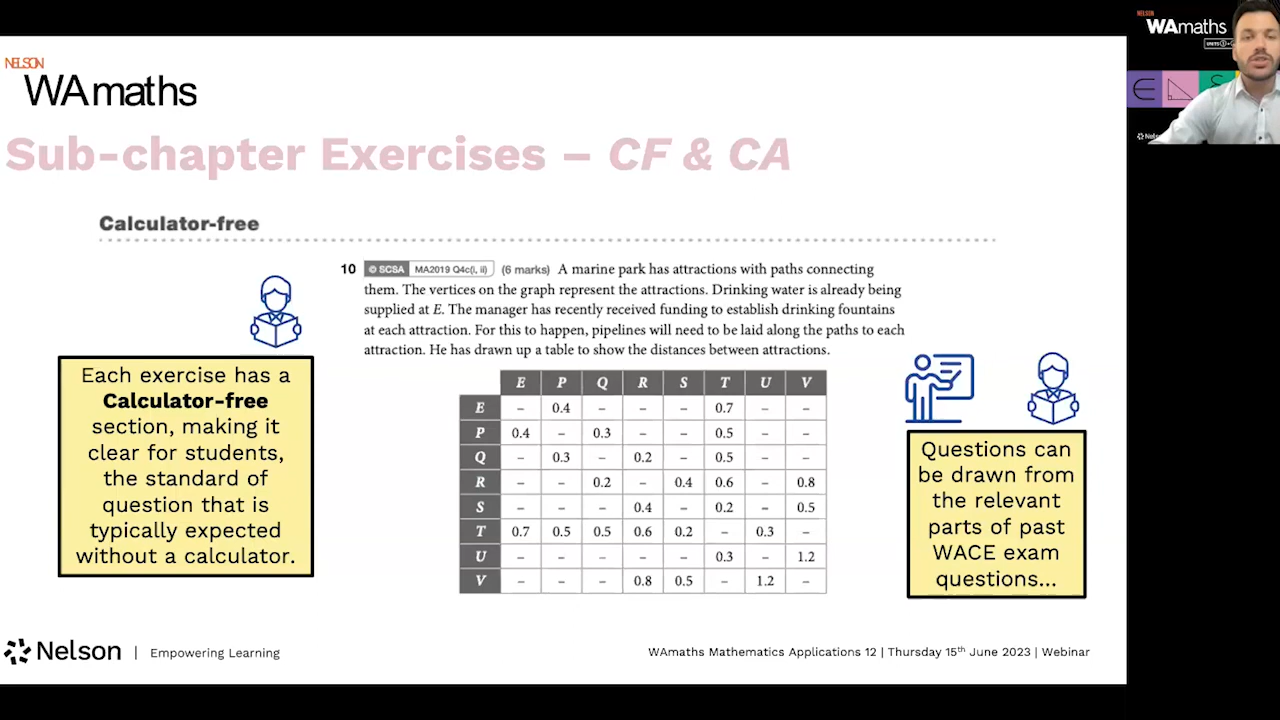 NELSON
WAmaths
Sub-chapter Exercises – CF & CA
Calculator-free
10 © SCSA MA2019 Q4c(i, ii) (6 marks) A marine park has attractions with paths connecting
them. The vertices on the graph represent the attractions. Drinking water is already being
supplied at E. The manager has recently received funding to establish drinking fountains
at each attraction. For this to happen, pipelines will need to be laid along the paths to each
attraction. He has drawn up a table to show the distances between attractions.
E P Q R S T U V
E – 0.4 – – – 0.7 – –
P 0.4 – 0.3 – – 0.5 – –
Q – 0.3 – 0.2 – 0.5 – –
R – – 0.2 – 0.4 0.6 – 0.8
S – – – 0.4 – 0.2 – 0.5
T 0.7 0.5 0.5 0.6 0.2 – 0.3 –
U – – – – – 0.3 – 1.2
V – – – 0.8 0.5 – 1.2 –
Each exercise has a
Calculator-free
section, making it
clear for students,
the standard of
question that is
typically expected
without a calculator.
Questions can
be drawn from
the relevant
parts of past
WACE exam
questions...
Nelson | Empowering Learning
WAmaths Mathematics Applications 12 | Thursday 15th June 2023 | Webinar
NELSON
WAmaths